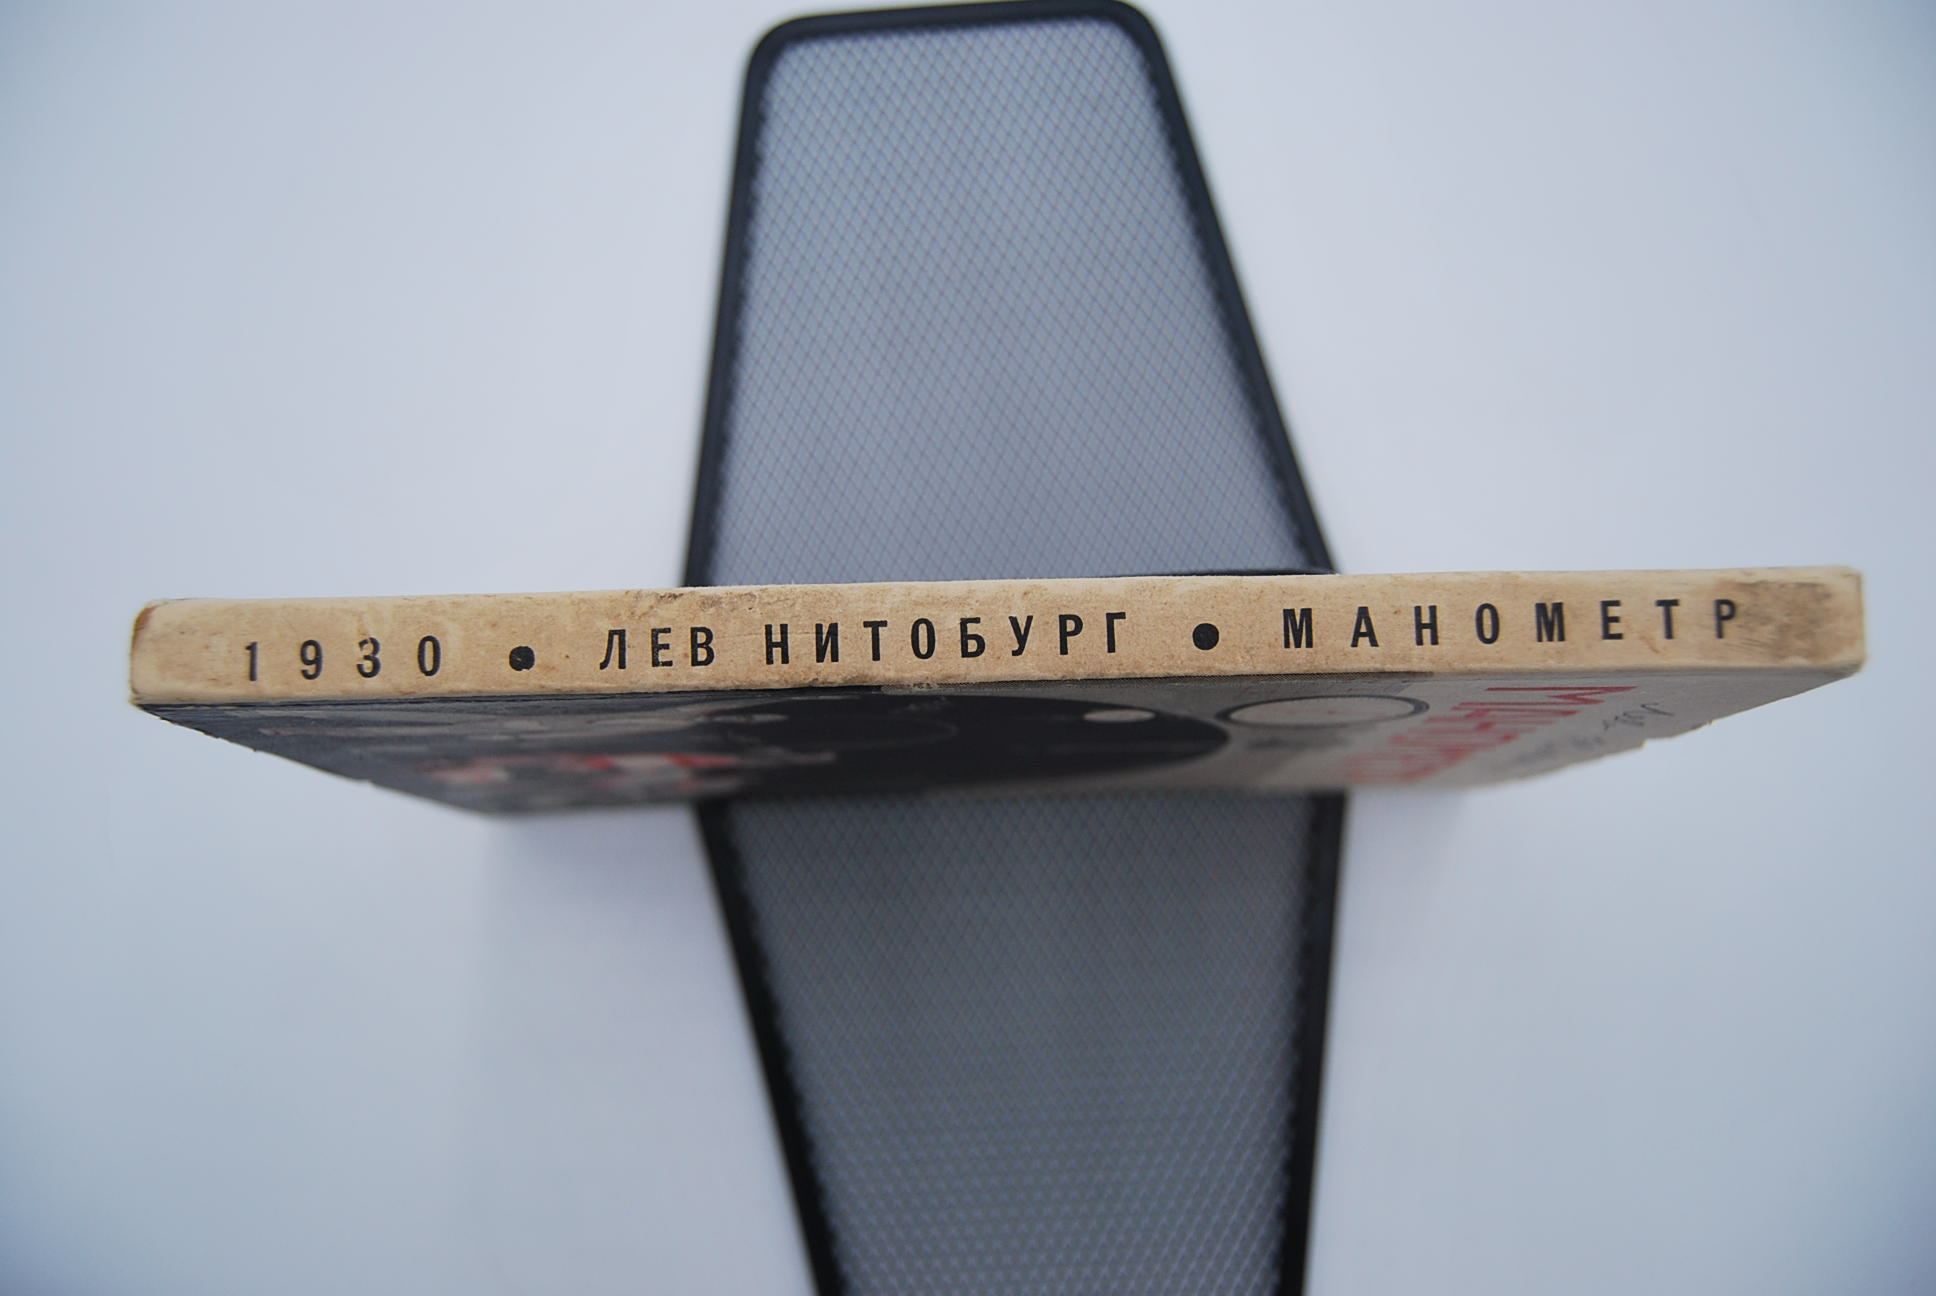 1930 ● ЛЕВ НИТОБУРГ ● МАНОМЕТР